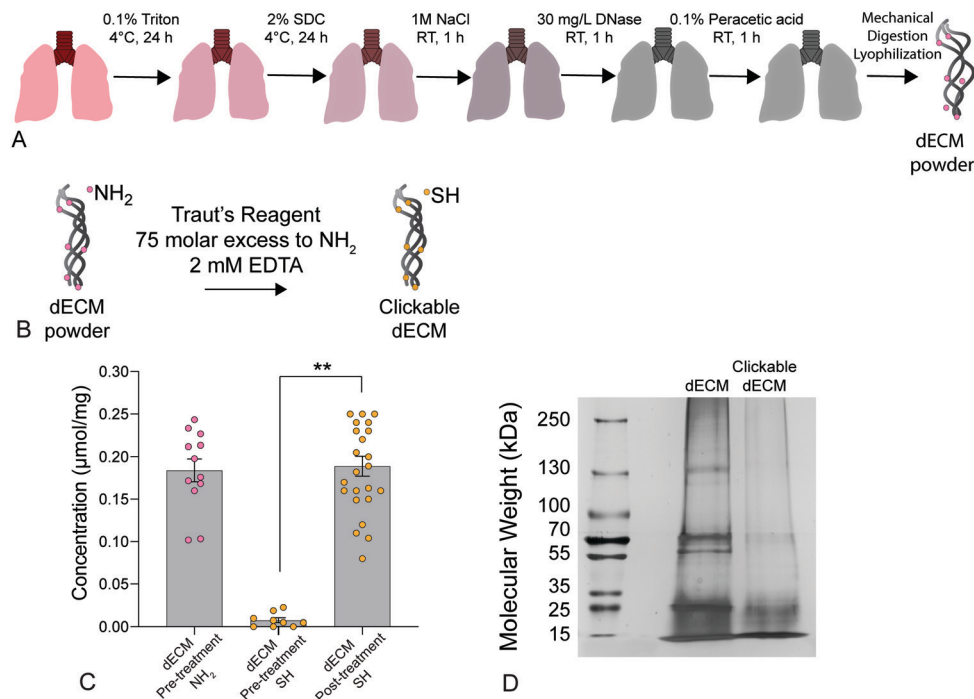 0.1% Triton
4°C, 24 h
2% SDC
4°C, 24 h
1M NaCl
RT, 1 h
30 mg/L DNase
RT, 1 h
0.1% Peracetic acid
RT, 1 h
Mechanical
Digestion
Lyophilization
dECM
powder
A
NH2
dECM
powder
Traut's Reagent
75 molar excess to NH2
2 mM EDTA
SH
Clickable
dECM
B
Concentration (μmol/mg)
0.30
0.25
0.20
0.15
0.10
0.05
0.00
**
dECM
Pre-treatment
NH2
dECM
Pre-treatment
SH
dECM
Post-treatment
SH
C
dECM
Clickable
dECM
Molecular Weight (kDa)
250
130
100
70
55
35
25
15
D